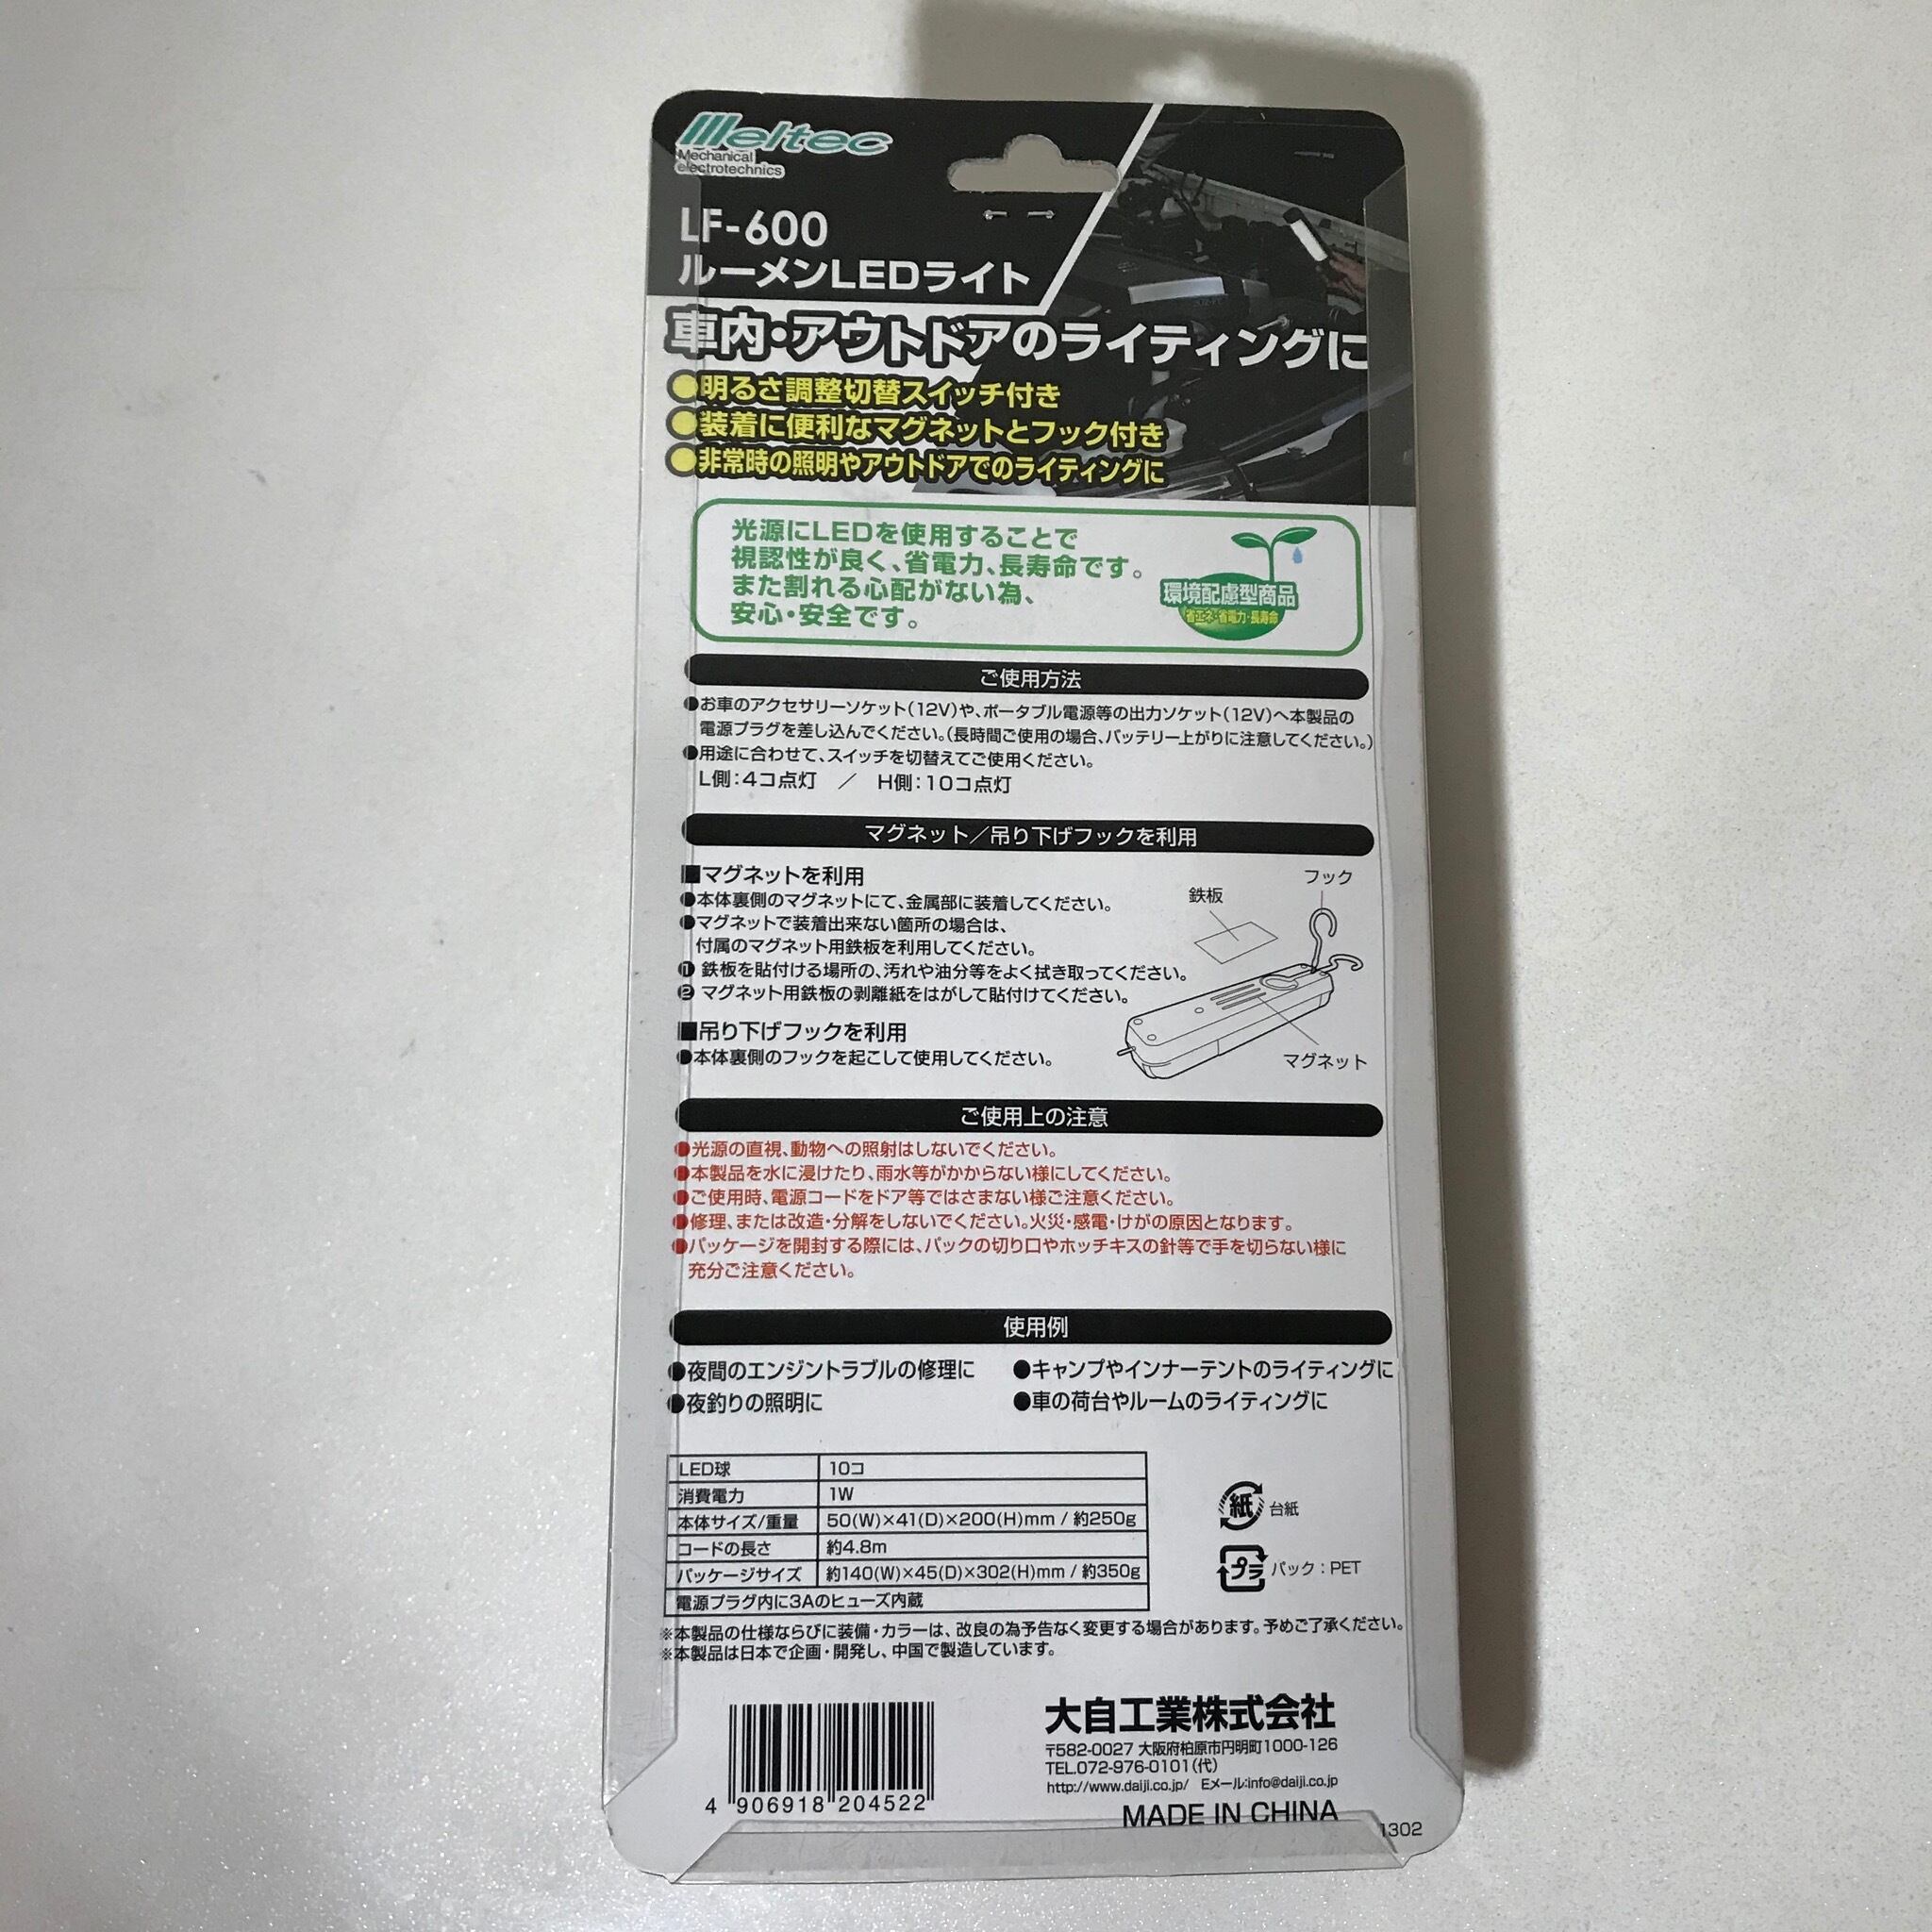 Meltec
Mechanical
electrotechnics
LF-600
ルーメンLEDライト
車内・アウトドアのライティングに
●明るさ調整切替スイッチ付き
●装着に便利なマグネットとフック付き
●非常時の照明やアウトドアでのライティングに
光源にLEDを使用することで
視認性が良く、省電力、長寿命です。
また割れる心配がない為、
安心・安全です。
環境配慮型商品
省エネ・省電力・長寿命
ご使用方法
●お車のアクセサリーソケット(12V)や、ポータブル電源等の出力ソケット(12V)へ本製品の
電源プラグを差し込んでください。(長時間ご使用の場合、バッテリー上がりに注意してください。)
●用途に合わせて、スイッチを切替えてご使用ください。
L側:4コ点灯 / H側:10コ点灯
マグネット/吊り下げフックを利用
■マグネットを利用
●本体裏側のマグネットにて、金属部に装着してください。
●マグネットで装着出来ない箇所の場合は、
付属のマグネット用鉄板を利用してください。
❶ 鉄板を貼付ける場所の、汚れや油分等をよく拭き取ってください。
❷ マグネット用鉄板の剥離紙をはがして貼付けてください。
■吊り下げフックを利用
●本体裏側のフックを起こして使用してください。
フック
鉄板
マグネット
ご使用上の注意
●光源の直視、動物への照射はしないでください。
●本製品を水に浸けたり、雨水等がかからない様にしてください。
●ご使用時、電源コードをドア等ではさまない様ご注意ください。
●修理、または改造・分解をしないでください。火災・感電・けがの原因となります。
●パッケージを開封する際には、パックの切り口やホッチキスの針等で手を切らない様に
充分ご注意ください。
使用例
●夜間のエンジントラブルの修理に ●キャンプやインナーテントのライティングに
●夜釣りの照明に ●車の荷台やルームのライティングに
LED球 10コ
消費電力 1W
本体サイズ/重量 50(W)×41(D)×200(H)mm / 約250g
コードの長さ 約4.8m
パッケージサイズ 約140(W)×45(D)×302(H)mm / 約350g
電源プラグ内に3Aのヒューズ内蔵
紙 台紙
プラ パック:PET
※本製品の仕様ならびに装備・カラーは、改良の為予告なく変更する場合があります。予めご了承ください。
※本製品は日本で企画・開発し、中国で製造しています。
4 906918 204522
大自工業株式会社
〒582-0027 大阪府柏原市円明町1000-126
TEL.072-976-0101(代)
http://www.daiji.co.jp/ Eメール:info@daiji.co.jp
MADE IN CHINA
1302